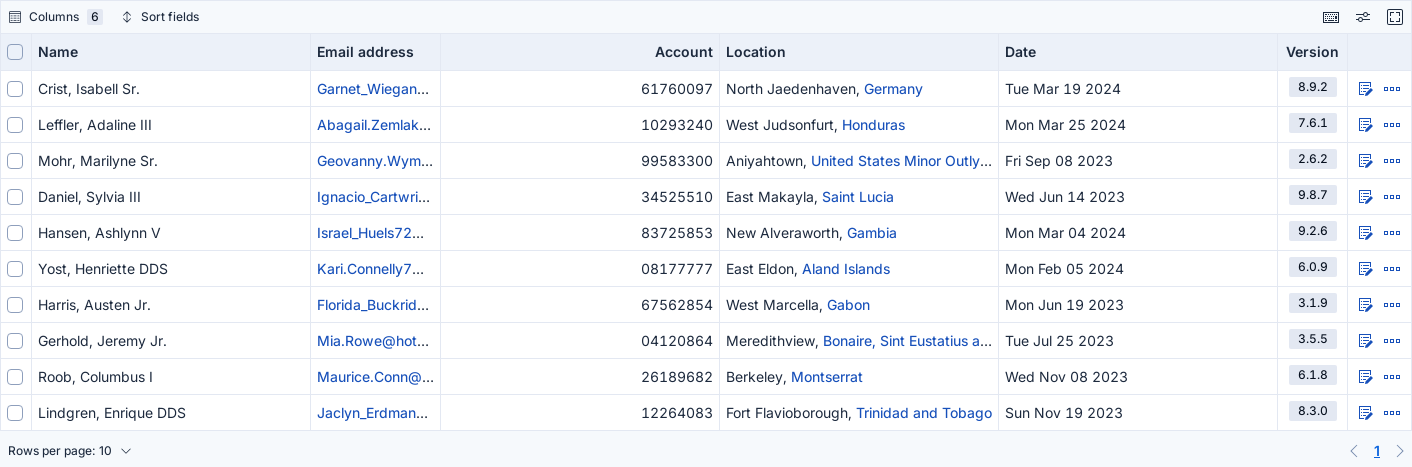 Columns 6 Sort fields
Name Email address Account Location Date Version
Crist, Isabell Sr. Garnet_Wiegan... 61760097 North Jaedenhaven, Germany Tue Mar 19 2024 8.9.2
Leffler, Adaline III Abagail.Zemlak... 10293240 West Judsonfurt, Honduras Mon Mar 25 2024 7.6.1
Mohr, Marilyne Sr. Geovanny.Wym... 99583300 Aniyahtown, United States Minor Outly... Fri Sep 08 2023 2.6.2
Daniel, Sylvia III Ignacio_Cartwri... 34525510 East Makayla, Saint Lucia Wed Jun 14 2023 9.8.7
Hansen, Ashlynn V Israel_Huels72... 83725853 New Alveraworth, Gambia Mon Mar 04 2024 9.2.6
Yost, Henriette DDS Kari.Connelly7... 08177777 East Eldon, Aland Islands Mon Feb 05 2024 6.0.9
Harris, Austen Jr. Florida_Buckrid... 67562854 West Marcella, Gabon Mon Jun 19 2023 3.1.9
Gerhold, Jeremy Jr. Mia.Rowe@hot... 04120864 Meredithview, Bonaire, Sint Eustatius a... Tue Jul 25 2023 3.5.5
Roob, Columbus I Maurice.Conn@... 26189682 Berkeley, Montserrat Wed Nov 08 2023 6.1.8
Lindgren, Enrique DDS Jaclyn_Erdman... 12264083 Fort Flavioborough, Trinidad and Tobago Sun Nov 19 2023 8.3.0
Rows per page: 10 1